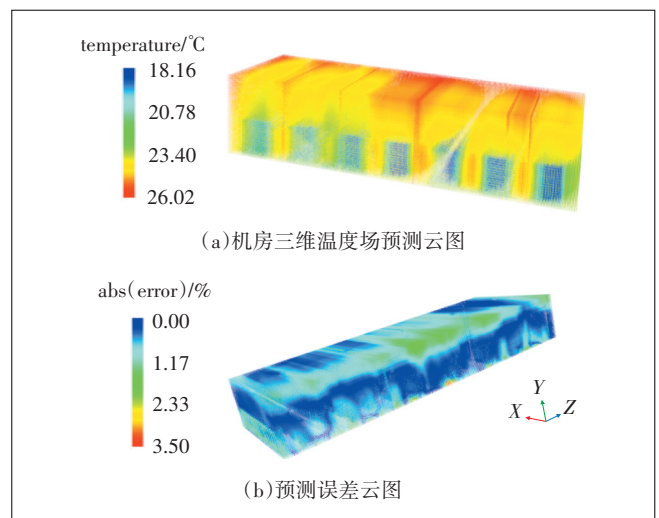 temperature/℃
18.16
20.78
23.40
26.02
(a)机房三维温度场预测云图
abs(error)/%
0.00
1.17
2.33
3.50
Y
X
Z
(b)预测误差云图